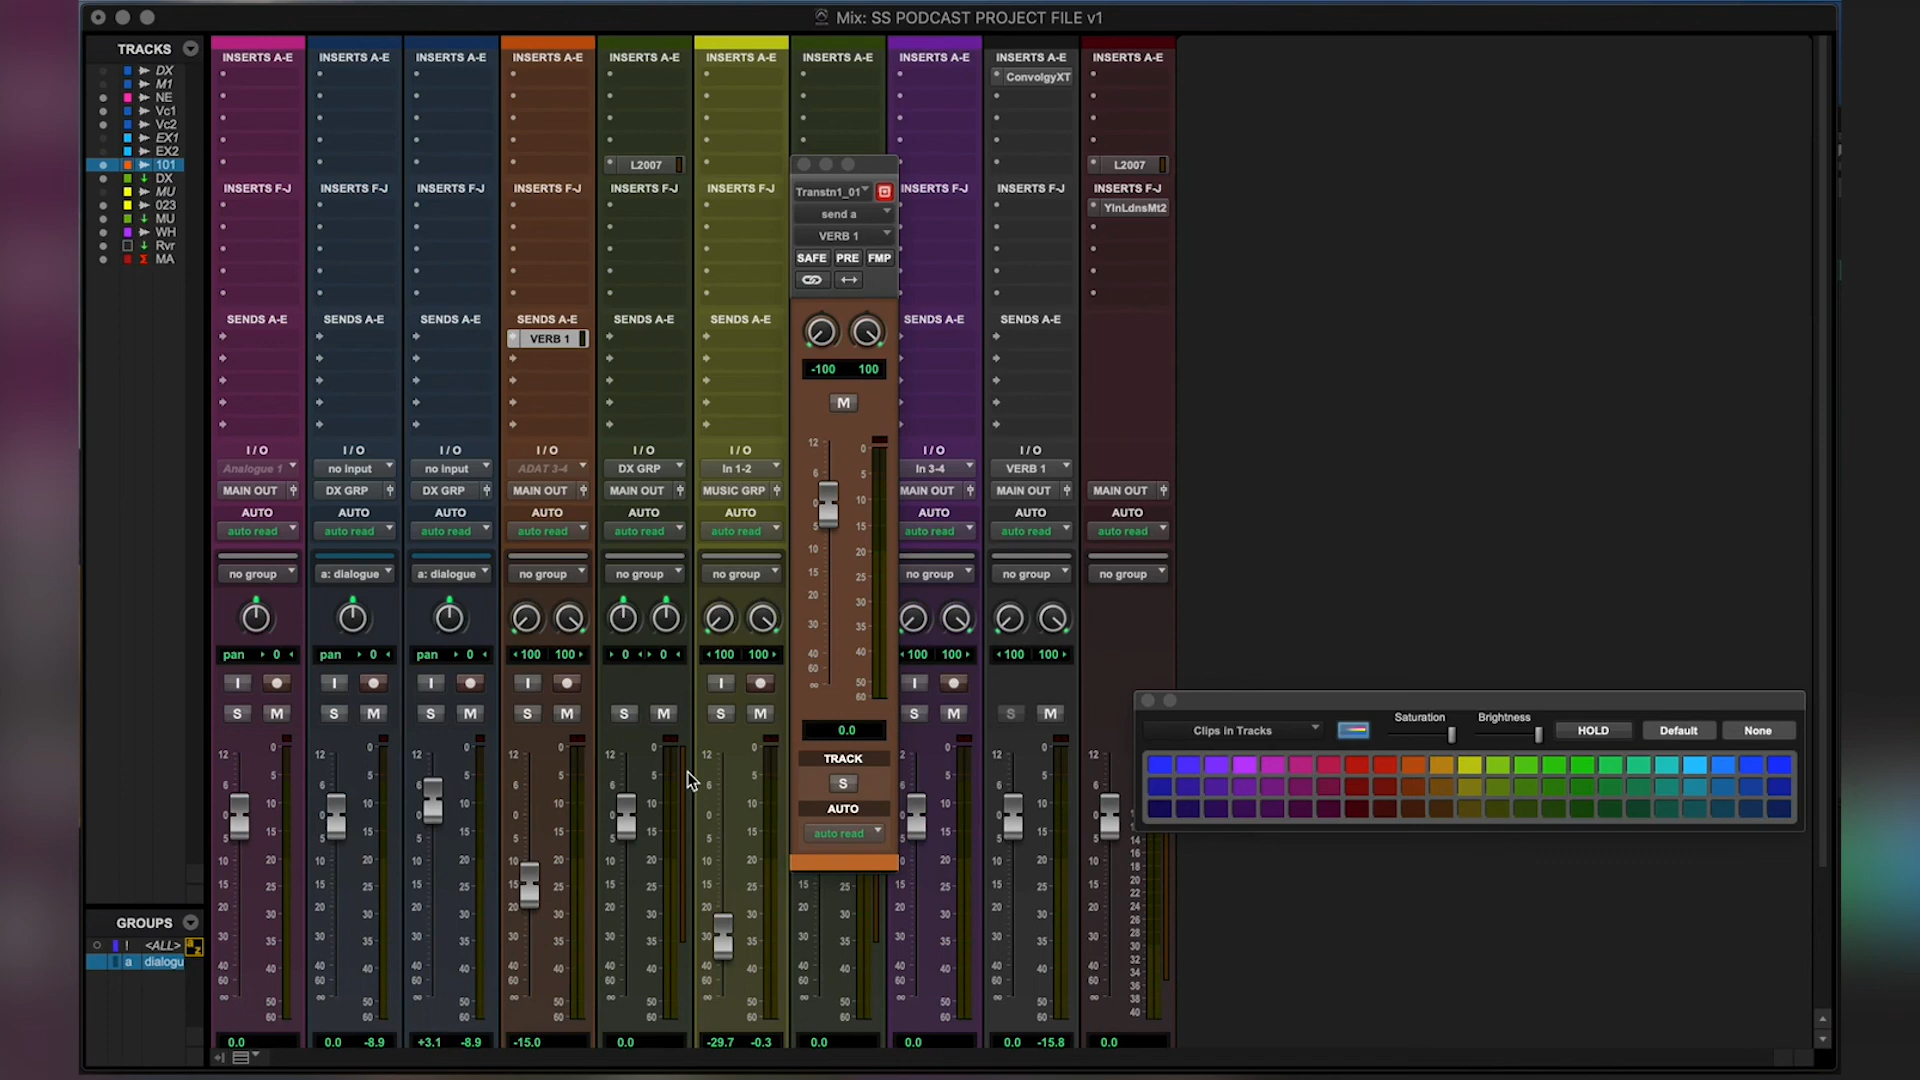 Mix: SS PODCAST PROJECT FILE v1
TRACKS
DX
M1
NE
Vc1
Vc2
EX1
EX2
101
DX
MU
023
MU
WH
Rvr
MA
GROUPS
! <ALL>
a dialogu
INSERTS A-E INSERTS A-E INSERTS A-E INSERTS A-E INSERTS A-E INSERTS A-E INSERTS A-E INSERTS A-E INSERTS A-E INSERTS A-E
ConvolgyXT
L2007 L2007
INSERTS F-J INSERTS F-J INSERTS F-J INSERTS F-J INSERTS F-J INSERTS F-J INSERTS F-J INSERTS F-J INSERTS F-J
YlnLdnsMt2
SENDS A-E SENDS A-E SENDS A-E SENDS A-E SENDS A-E SENDS A-E SENDS A-E SENDS A-E
VERB 1
I / O I / O I / O I / O I / O I / O I / O I / O
Analogue 1 no input no input ADAT 3-4 DX GRP In 1-2 In 3-4 VERB 1
MAIN OUT DX GRP DX GRP MAIN OUT MAIN OUT MUSIC GRP MAIN OUT MAIN OUT MAIN OUT
AUTO AUTO AUTO AUTO AUTO AUTO AUTO AUTO AUTO
auto read auto read auto read auto read auto read auto read auto read auto read auto read
no group a: dialogue a: dialogue no group no group no group no group no group no group
pan 0 pan 0 pan 0 100 100 0 0 100 100 100 100 100 100
I I I I I I
S M S M S M S M S M S M S M S M
0.0 0.0 -8.9 +3.1 -8.9 -15.0 0.0 -29.7 -0.3 0.0 0.0 0.0 -15.8 0.0
Transtn1_01
send a
VERB 1
SAFE PRE FMP
-100 100
M
0.0
TRACK
S
AUTO
auto read
Clips in Tracks Saturation Brightness HOLD Default None